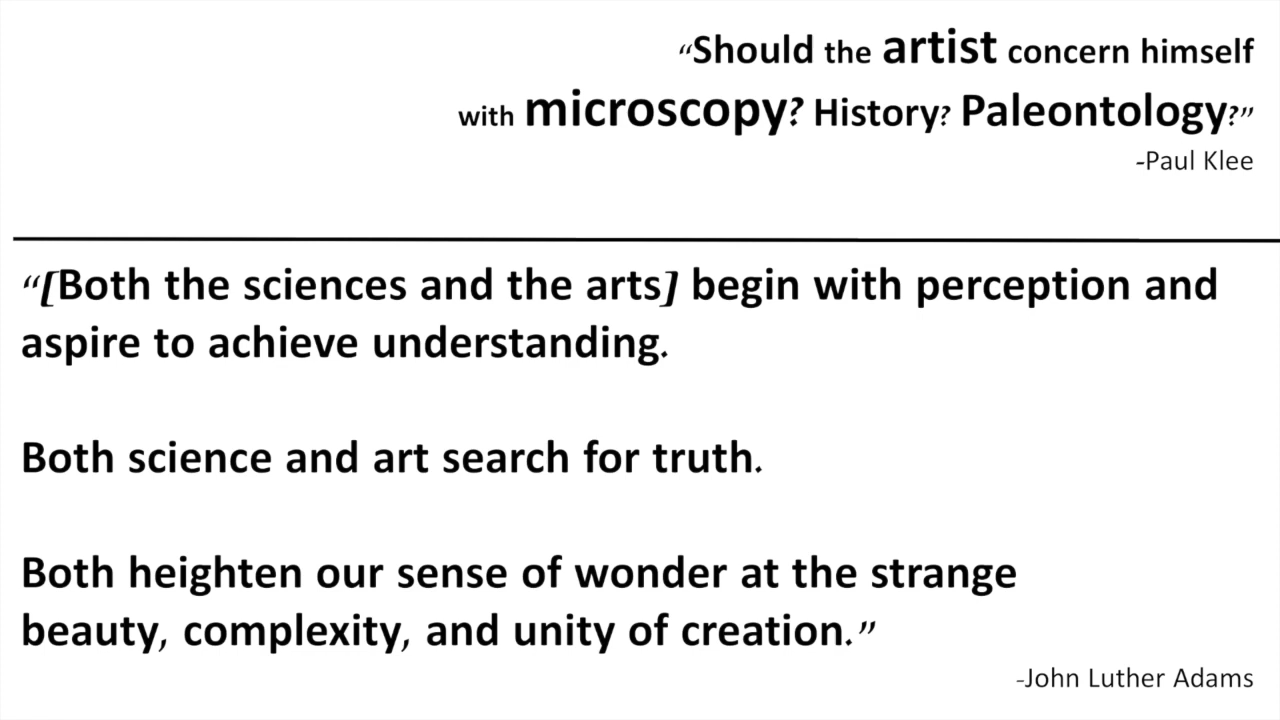 “Should the artist concern himself
with microscopy? History? Paleontology?”
-Paul Klee
“[Both the sciences and the arts] begin with perception and
aspire to achieve understanding.
Both science and art search for truth.
Both heighten our sense of wonder at the strange
beauty, complexity, and unity of creation.”
-John Luther Adams